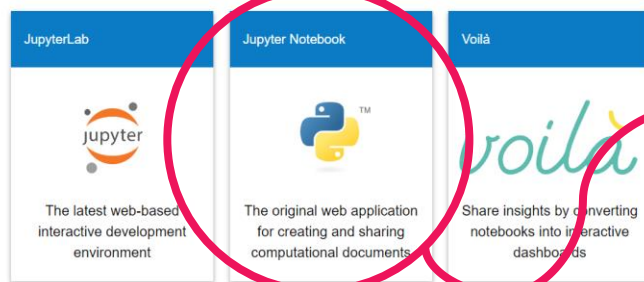 JupyterLab
jupyter
The latest web-based
interactive development
environment
Jupyter Notebook
TM
The original web application
for creating and sharing
computational documents
Voilà
voilà
Share insights by converting
notebooks into interactive
dashboards